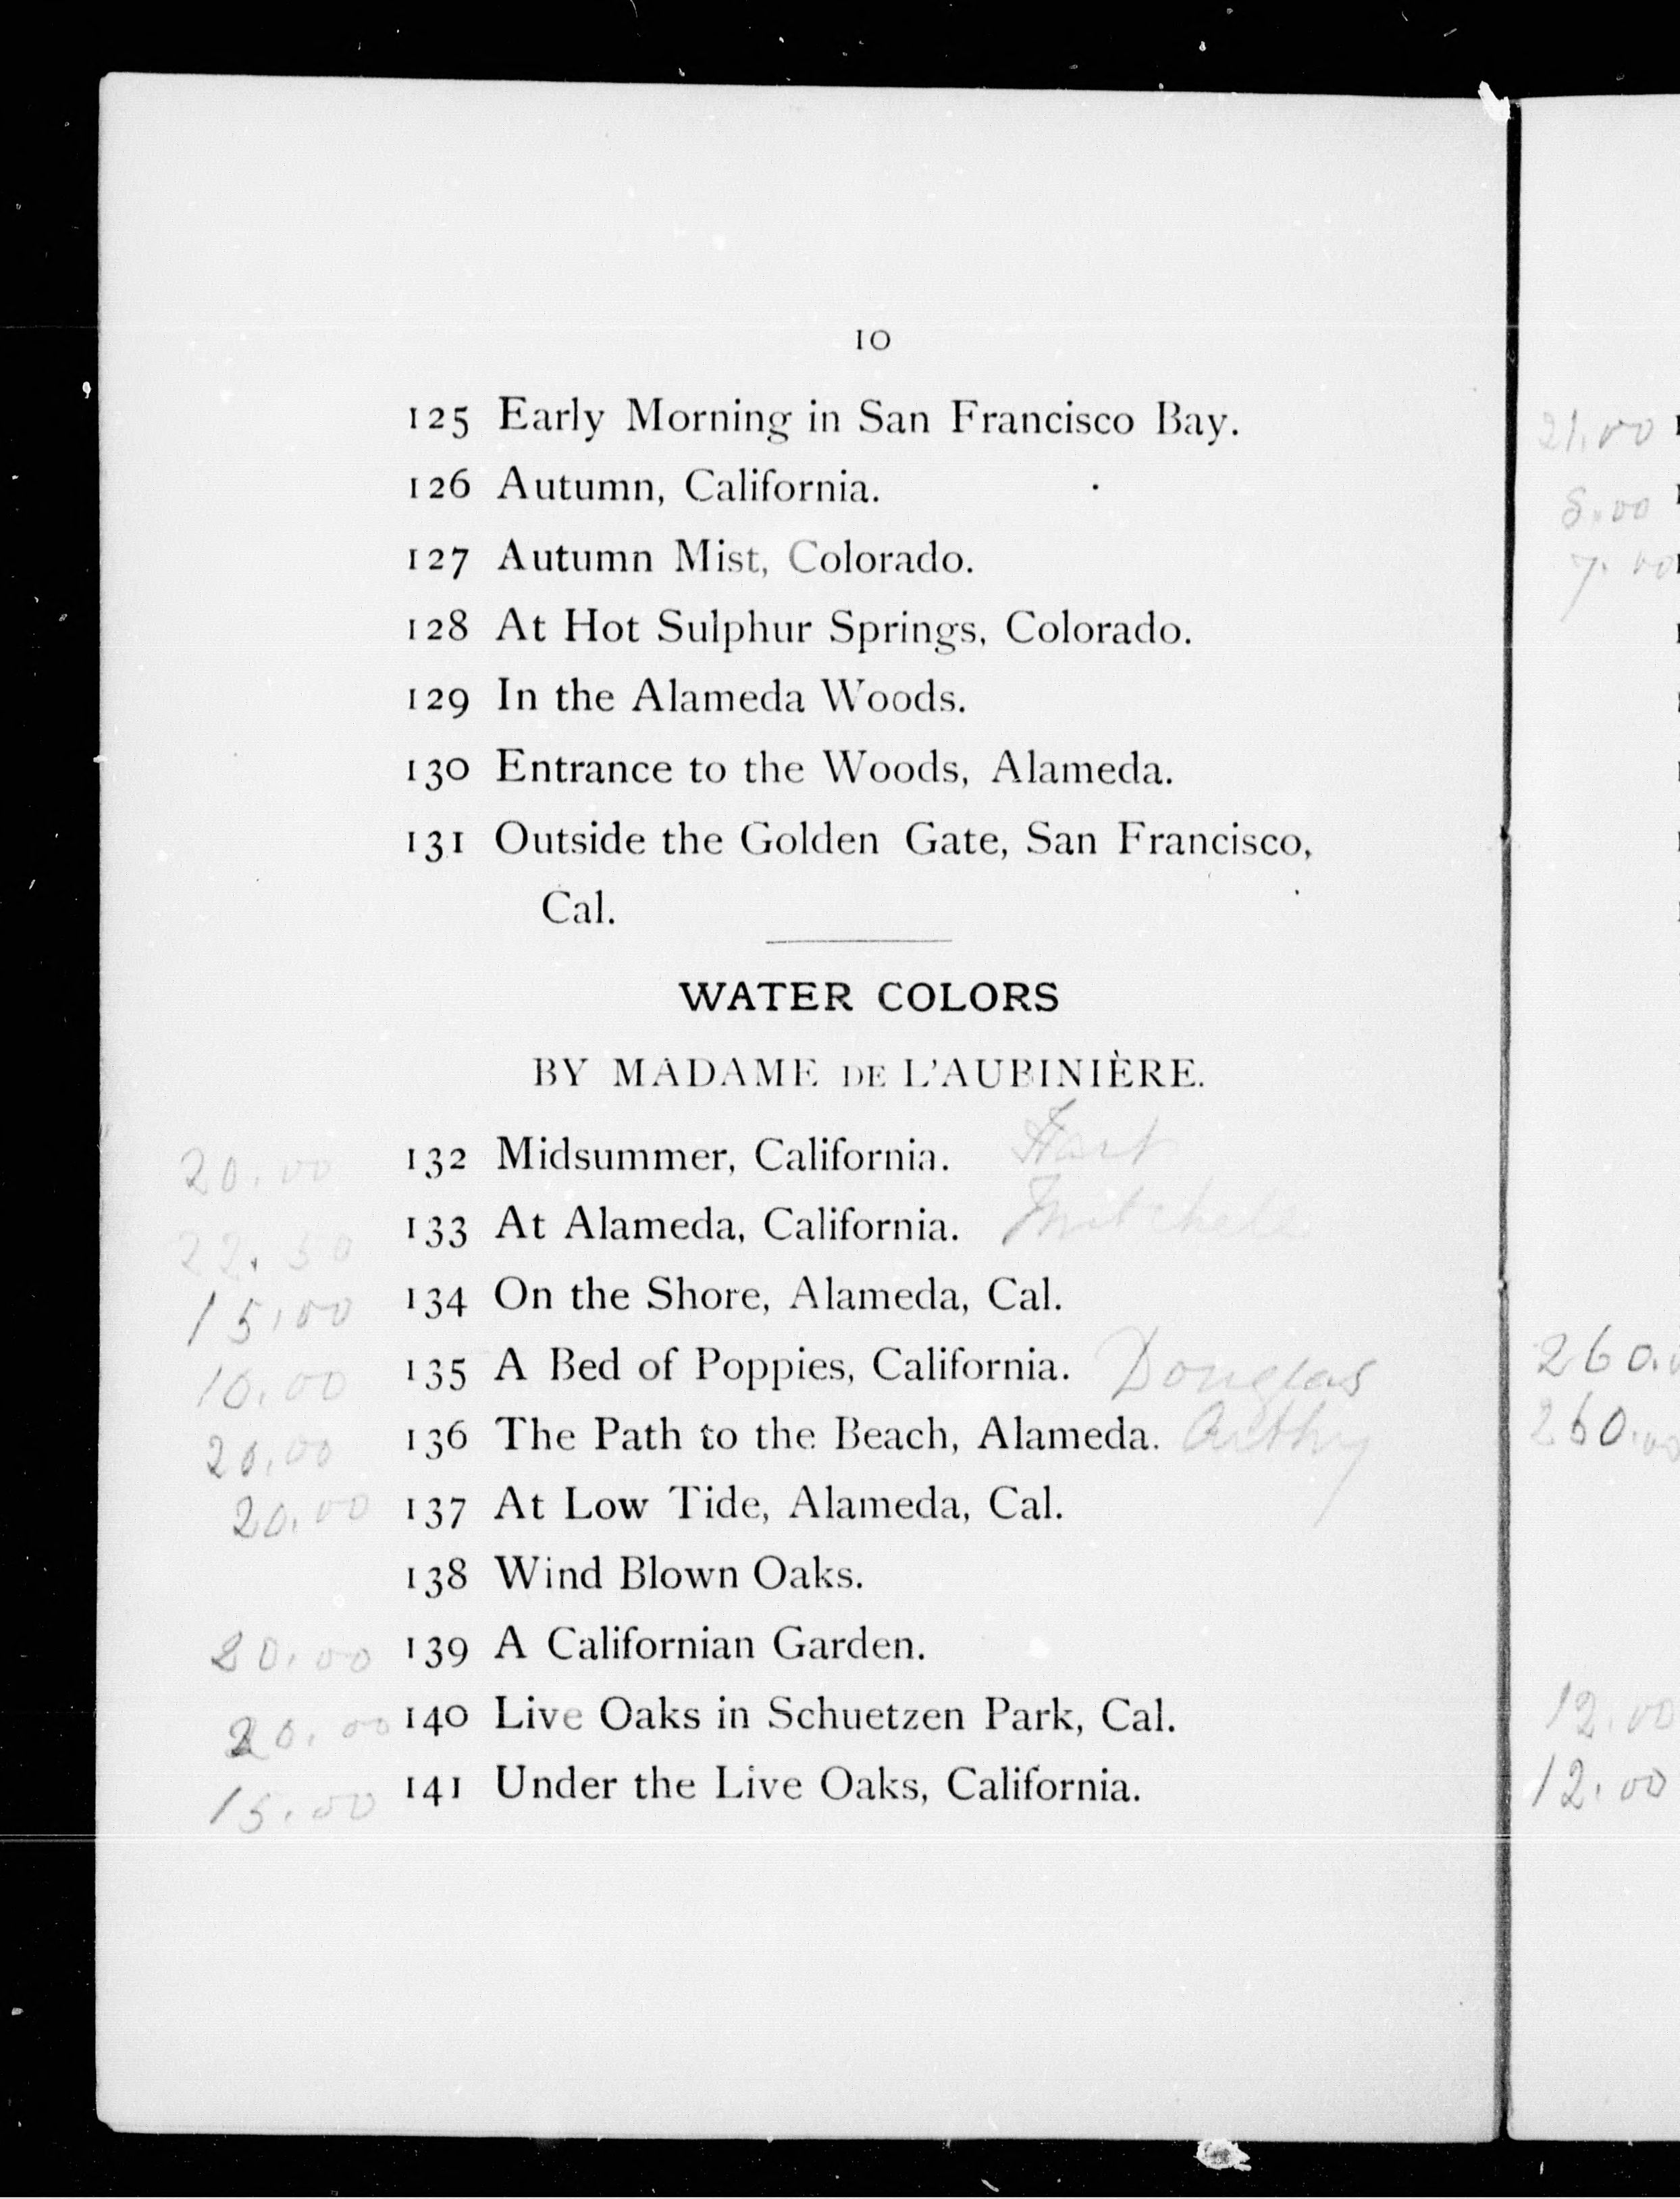 10
125 Early Morning in San Francisco Bay.
126 Autumn, California.
127 Autumn Mist, Colorado.
128 At Hot Sulphur Springs, Colorado.
129 In the Alameda Woods.
130 Entrance to the Woods, Alameda.
131 Outside the Golden Gate, San Francisco,
Cal.
WATER COLORS
BY MADAME DE L'AUBINIÈRE.
20.00 132 Midsummer, California. Hart
22.50 133 At Alameda, California. Mitchell
15.00 134 On the Shore, Alameda, Cal.
10.00 135 A Bed of Poppies, California. Douglas
20.00 136 The Path to the Beach, Alameda.
20.00 137 At Low Tide, Alameda, Cal.
138 Wind Blown Oaks.
139 A Californian Garden.
20.00 140 Live Oaks in Schuetzen Park, Cal.
15.00 141 Under the Live Oaks, California.
21.00
8.00
7.00
260.
260.00
12.00
12.00